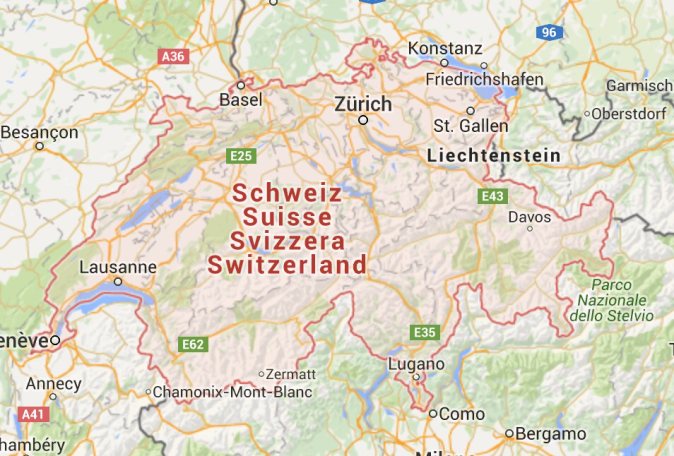 Konstanz
96
A36
Friedrichshafen
Garmisch
Basel
Zürich
Oberstdorf
St. Gallen
Besançon
E25
Liechtenstein
Schweiz
Suisse
Svizzera
Switzerland
E43
Davos
Lausanne
Parco
Nazionale
dello Stelvio
enève
E62
E35
Lugano
Zermatt
Annecy
Chamonix-Mont-Blanc
A41
Como
Bergamo
hambéry